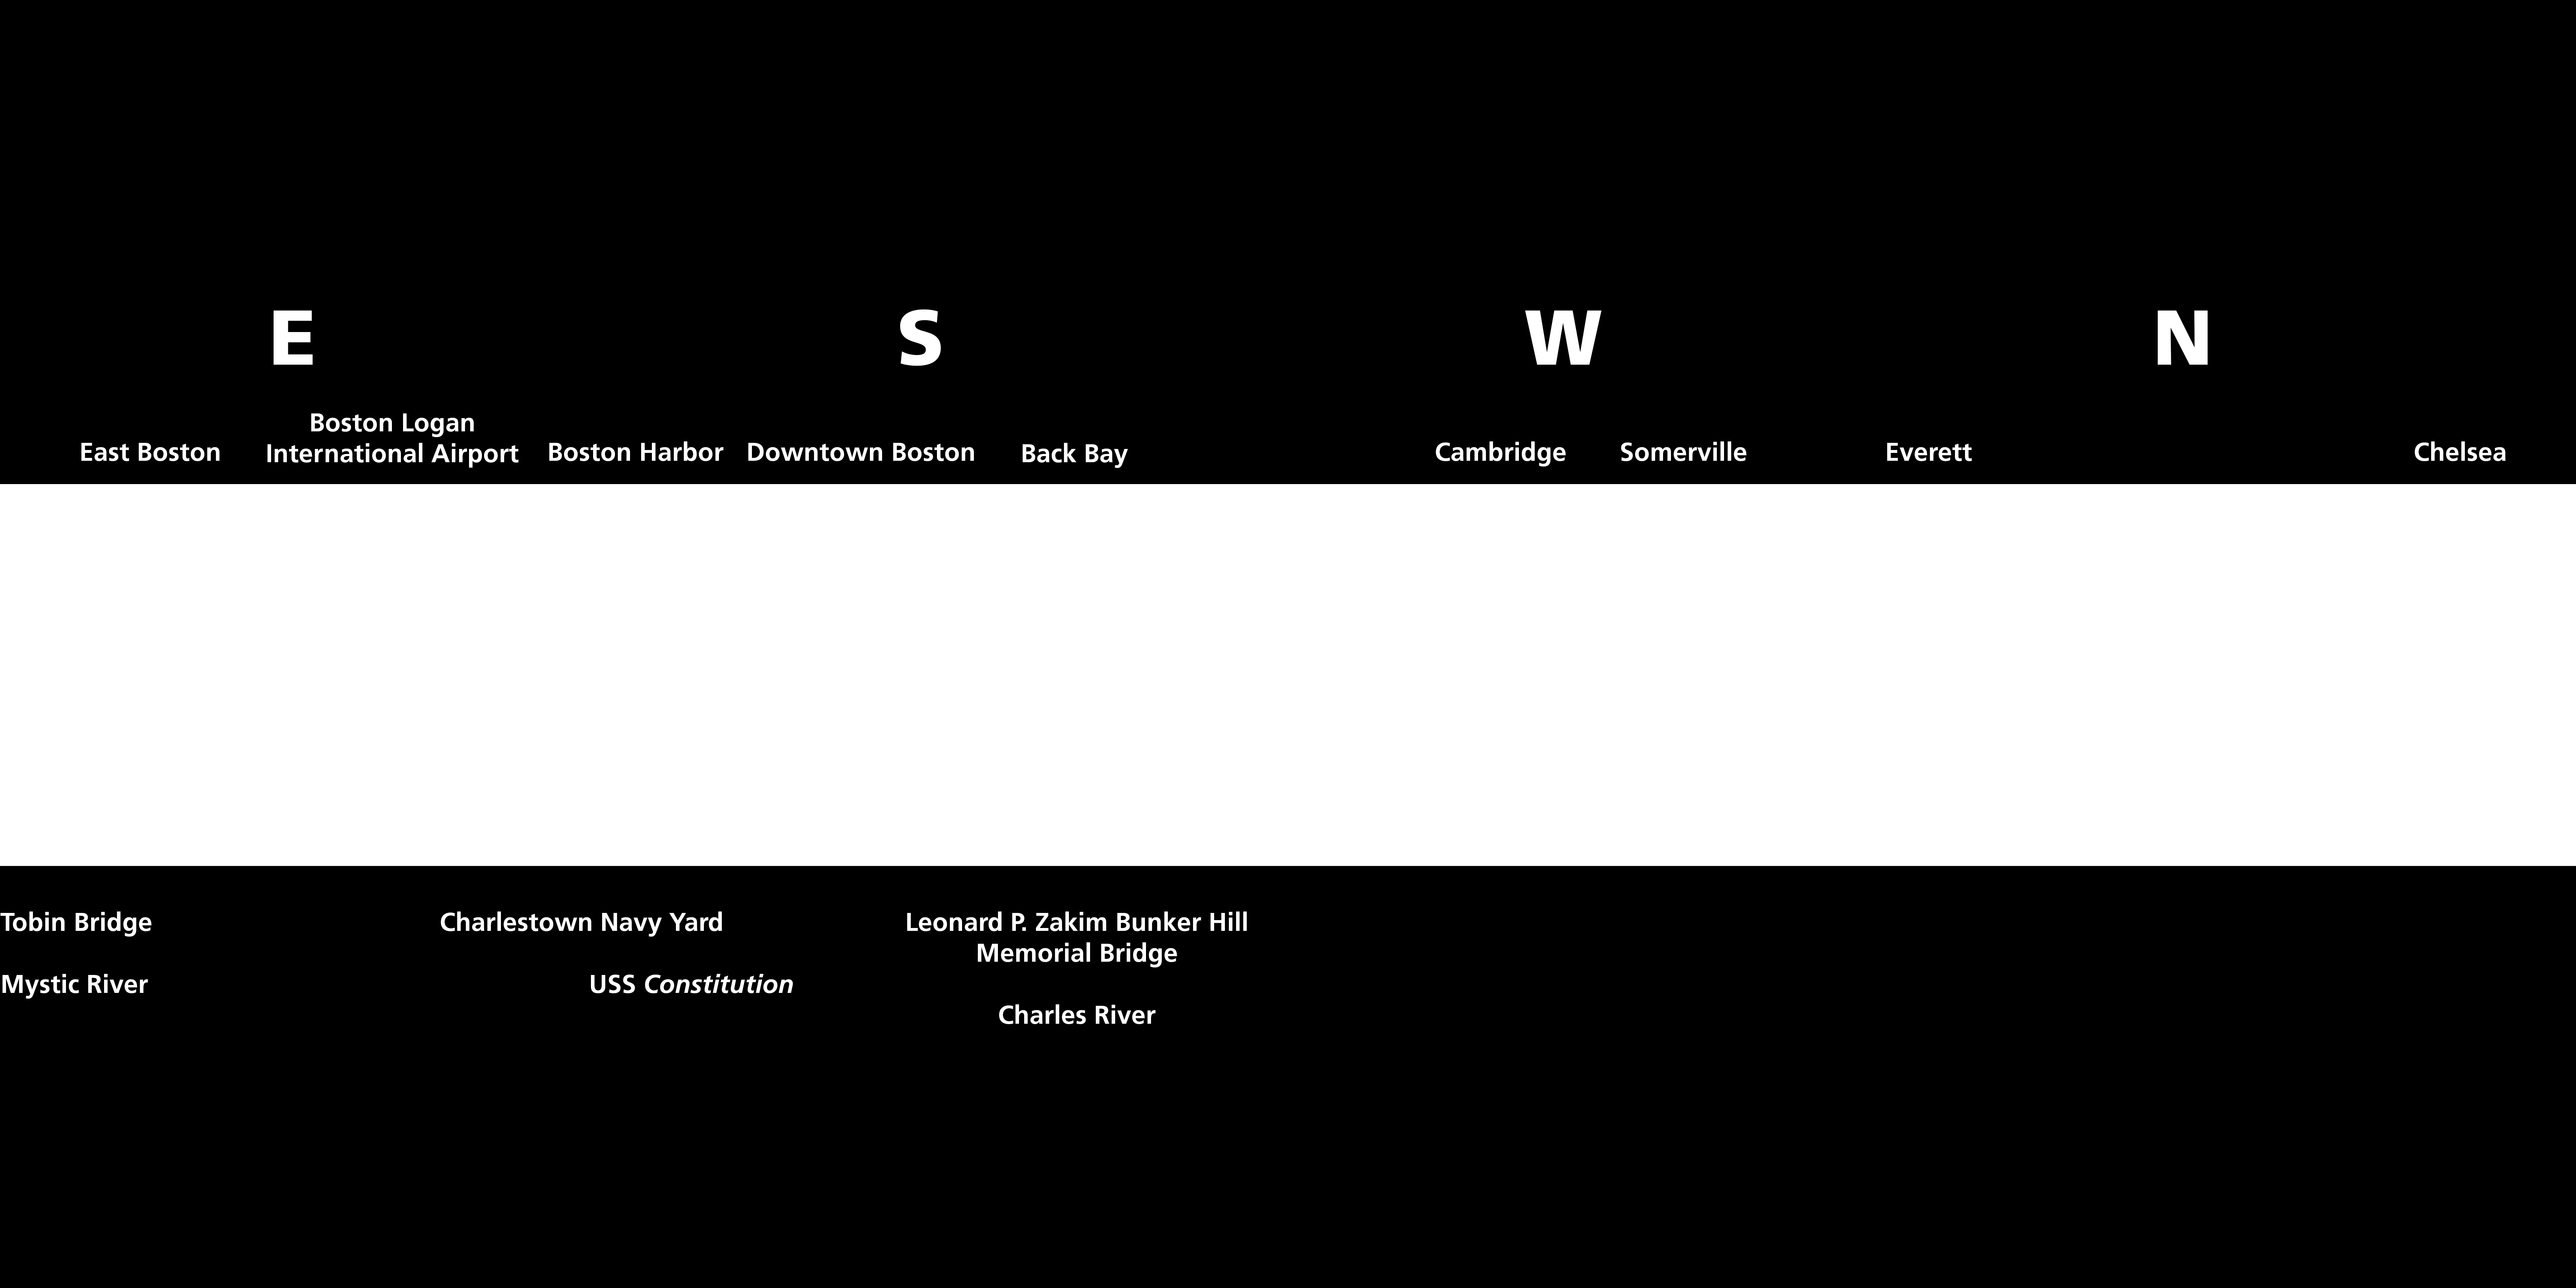 E
S
W
N
East Boston
Boston Logan
International Airport
Boston Harbor
Downtown Boston
Back Bay
Cambridge
Somerville
Everett
Chelsea
Tobin Bridge
Mystic River
Charlestown Navy Yard
USS Constitution
Leonard P. Zakim Bunker Hill
Memorial Bridge
Charles River